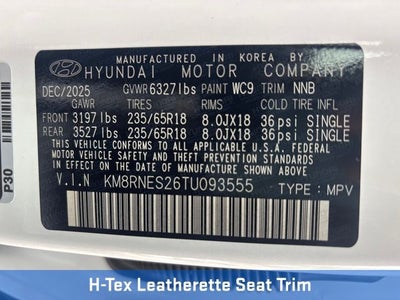 MANUFACTURED IN KOREA BY
HYUNDAI MOTOR COMPANY
DEC/2025 GVWR 6327lbs PAINT WC9 TRIM NNB
GAWR TIRES RIMS COLD TIRE INFL
FRONT 3197lbs 235/65R18 8.0JX18 36psi SINGLE
REAR 3527lbs 235/65R18 8.0JX18 36psi SINGLE
THIS VEHICLE CONFORMS TO ALL APPLICABLE
FEDERAL MOTOR VEHICLE SAFETY STANDARDS IN
EFFECT ON THE DATE OF MANUFACTURE SHOWN ABOVE.
V.I.N KM8RNES26TU093555 TYPE : MPV
P30
H-Tex Leatherette Seat Trim